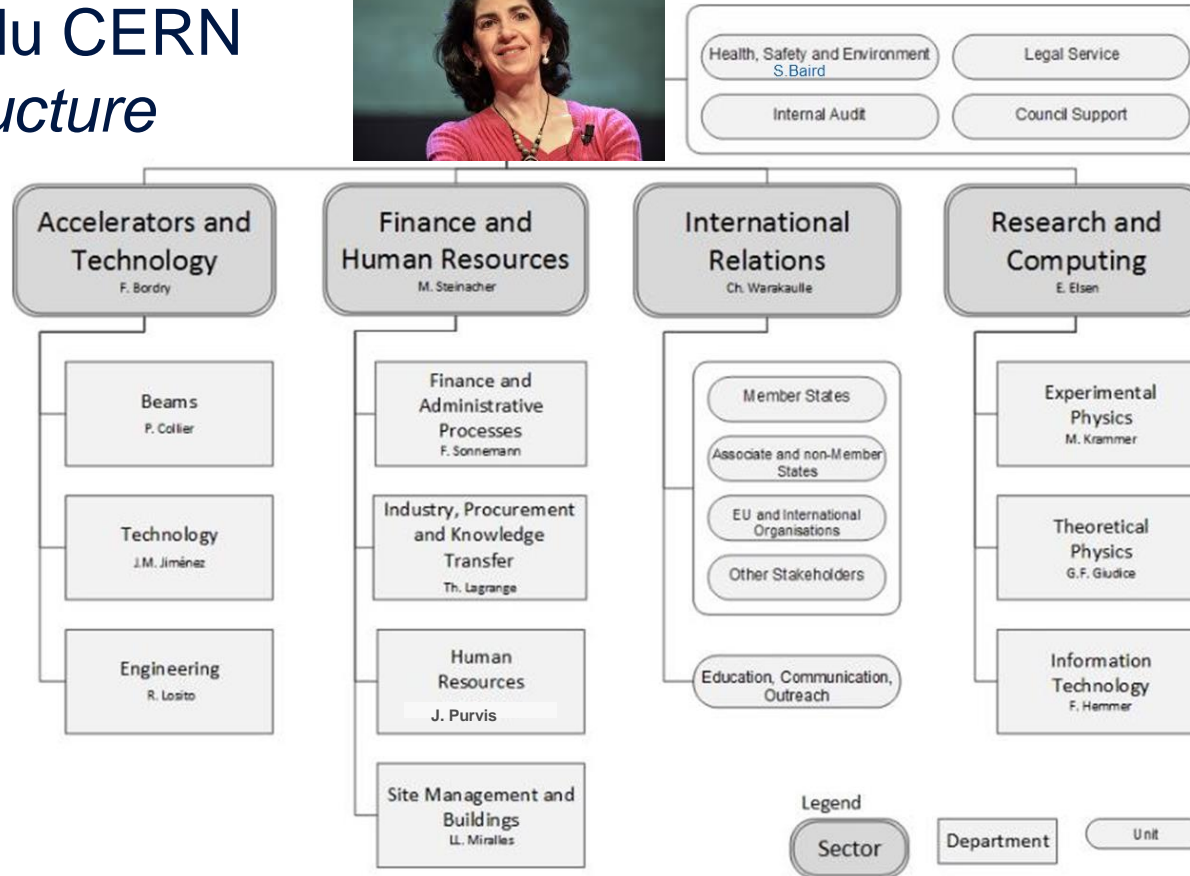 du CERN
ucture
Health, Safety and Environment
S.Baird
Legal Service
Internal Audit
Council Support
Accelerators and
Technology
F. Bordry
Finance and
Human Resources
M. Steinacher
International
Relations
Ch. Warakaulle
Research and
Computing
E. Elsen
Beams
P. Collier
Technology
J.M. Jiménez
Engineering
R. Losito
Finance and
Administrative
Processes
F. Sonnemann
Industry, Procurement
and Knowledge
Transfer
Th. Lagrange
Human
Resources
J. Purvis
Site Management and
Buildings
LL. Miralles
Member States
Associate and non-Member
States
EU and International
Organisations
Other Stakeholders
Education, Communication,
Outreach
Experimental
Physics
M. Krammer
Theoretical
Physics
G.F. Giudice
Information
Technology
F. Hemmer
Legend
Sector
Department
Unit